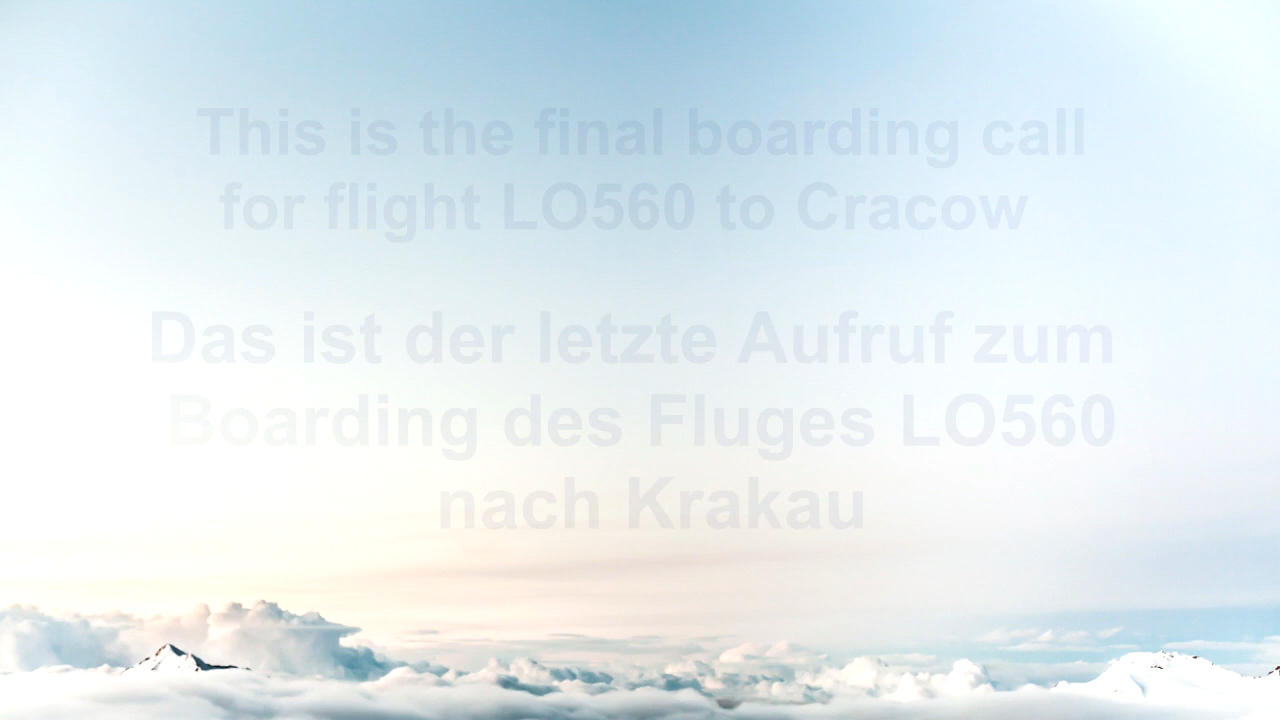 This is the final boarding call
for flight LO560 to Cracow
Das ist der letzte Aufruf zum
Boarding des Fluges LO560
nach Krakau